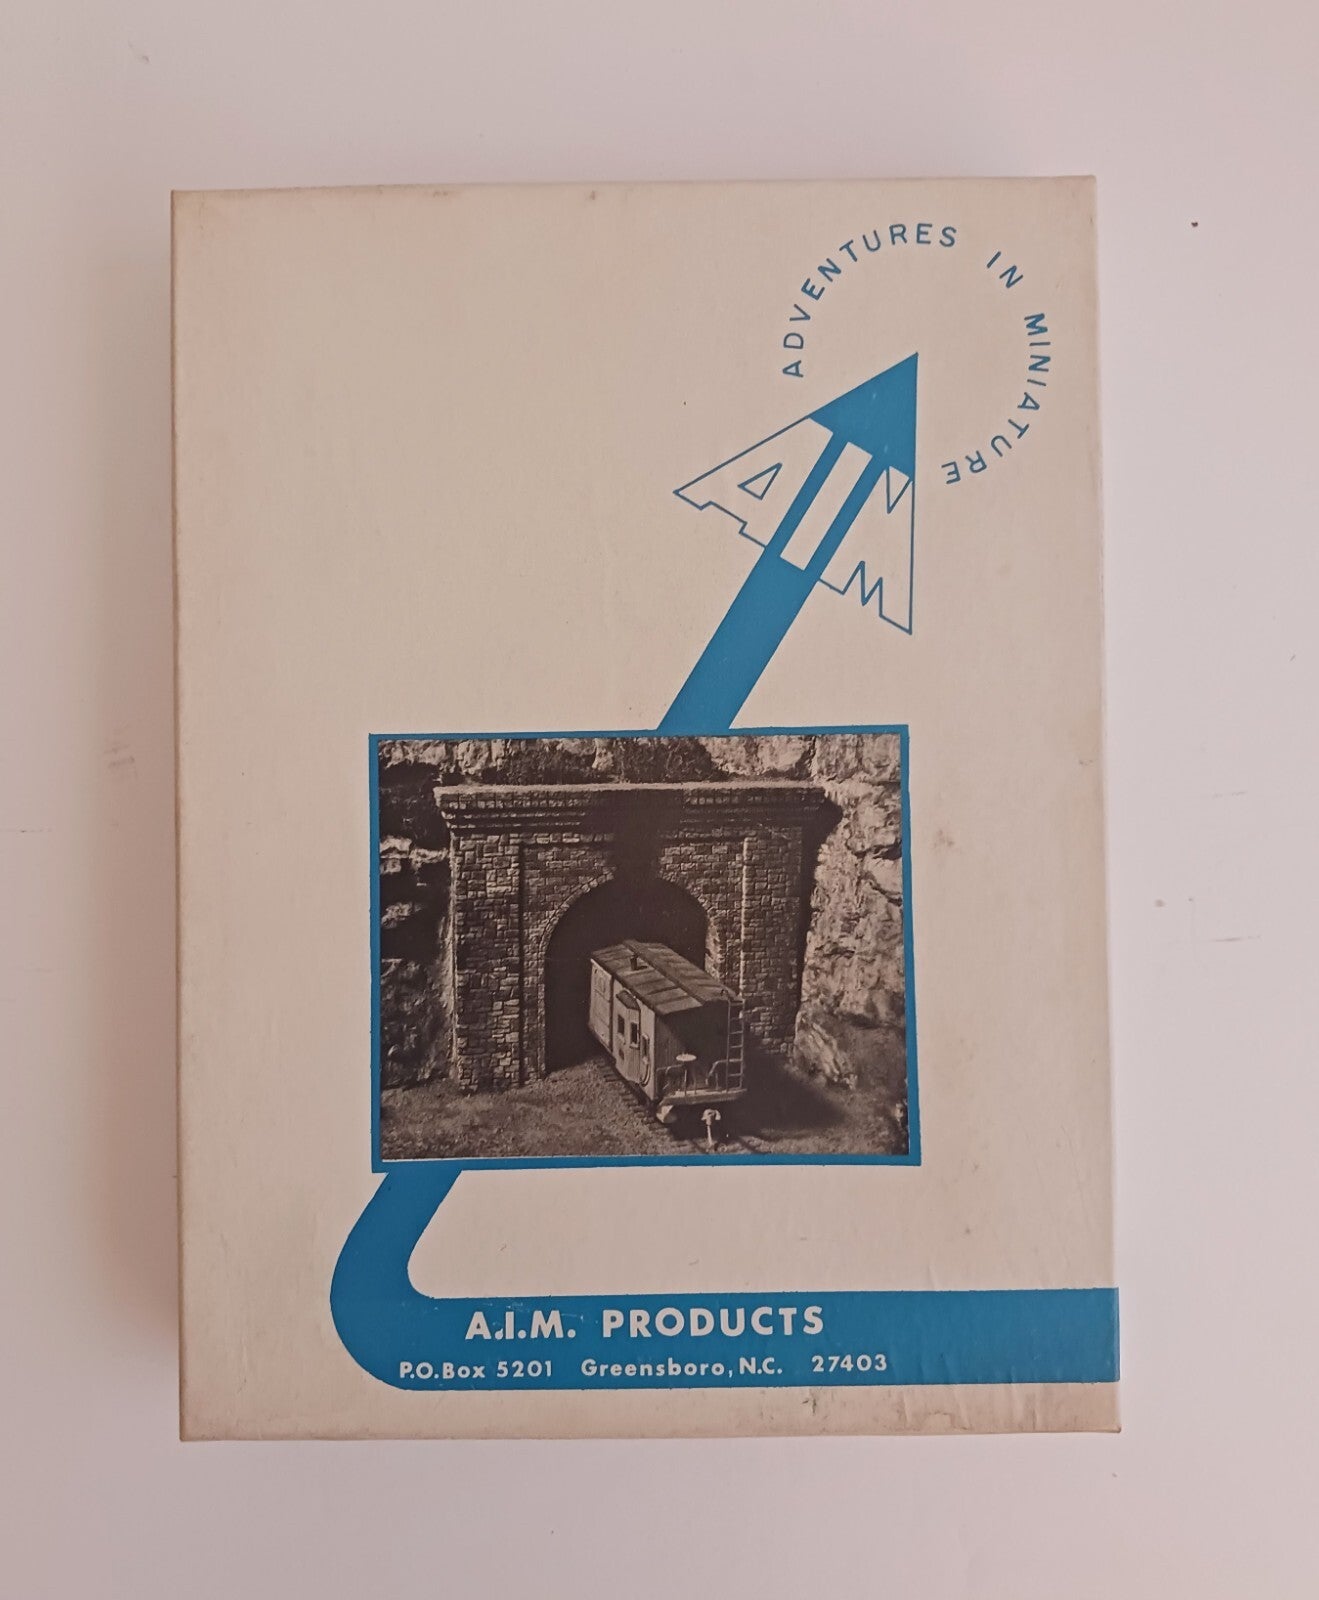 ADVENTURES IN MINIATURE
AIM
A.I.M. PRODUCTS
P.O.Box 5201 Greensboro, N.C. 27403